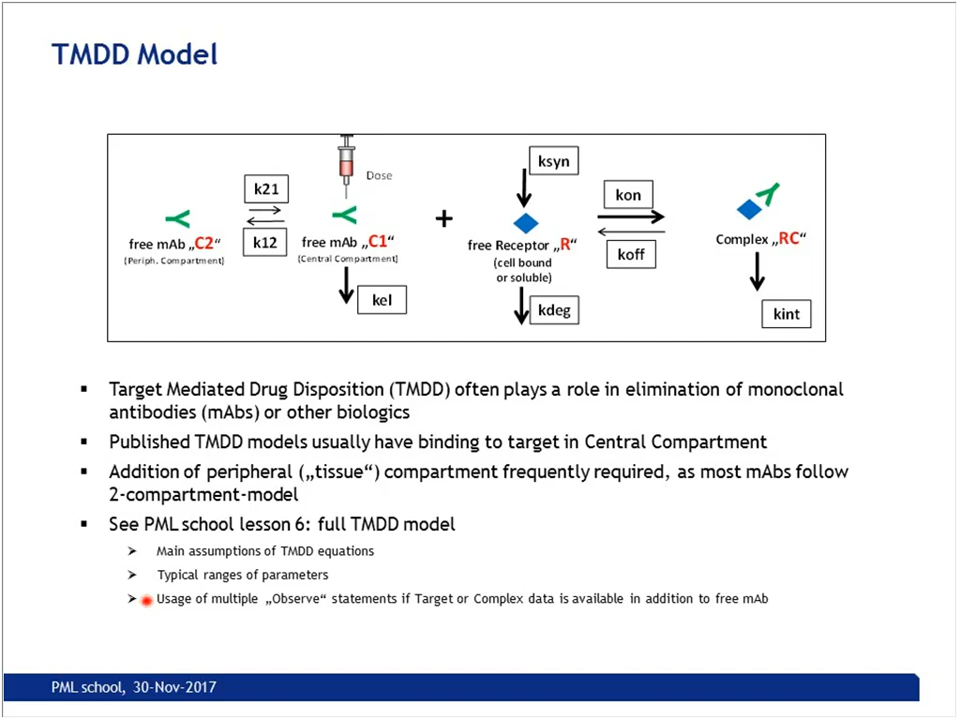 TMDD Model
Dose
ksyn
k21
kon
k12
koff
free mAb „C2“
(Periph. Compartment)
free mAb „C1“
(Central Compartment)
+
free Receptor „R“
(cell bound
or soluble)
Complex „RC“
kel
kdeg
kint
▪ Target Mediated Drug Disposition (TMDD) often plays a role in elimination of monoclonal
antibodies (mAbs) or other biologics
▪ Published TMDD models usually have binding to target in Central Compartment
▪ Addition of peripheral („tissue“) compartment frequently required, as most mAbs follow
2-compartment-model
▪ See PML school lesson 6: full TMDD model
➤ Main assumptions of TMDD equations
➤ Typical ranges of parameters
➤ Usage of multiple „Observe“ statements if Target or Complex data is available in addition to free mAb
PML school, 30-Nov-2017